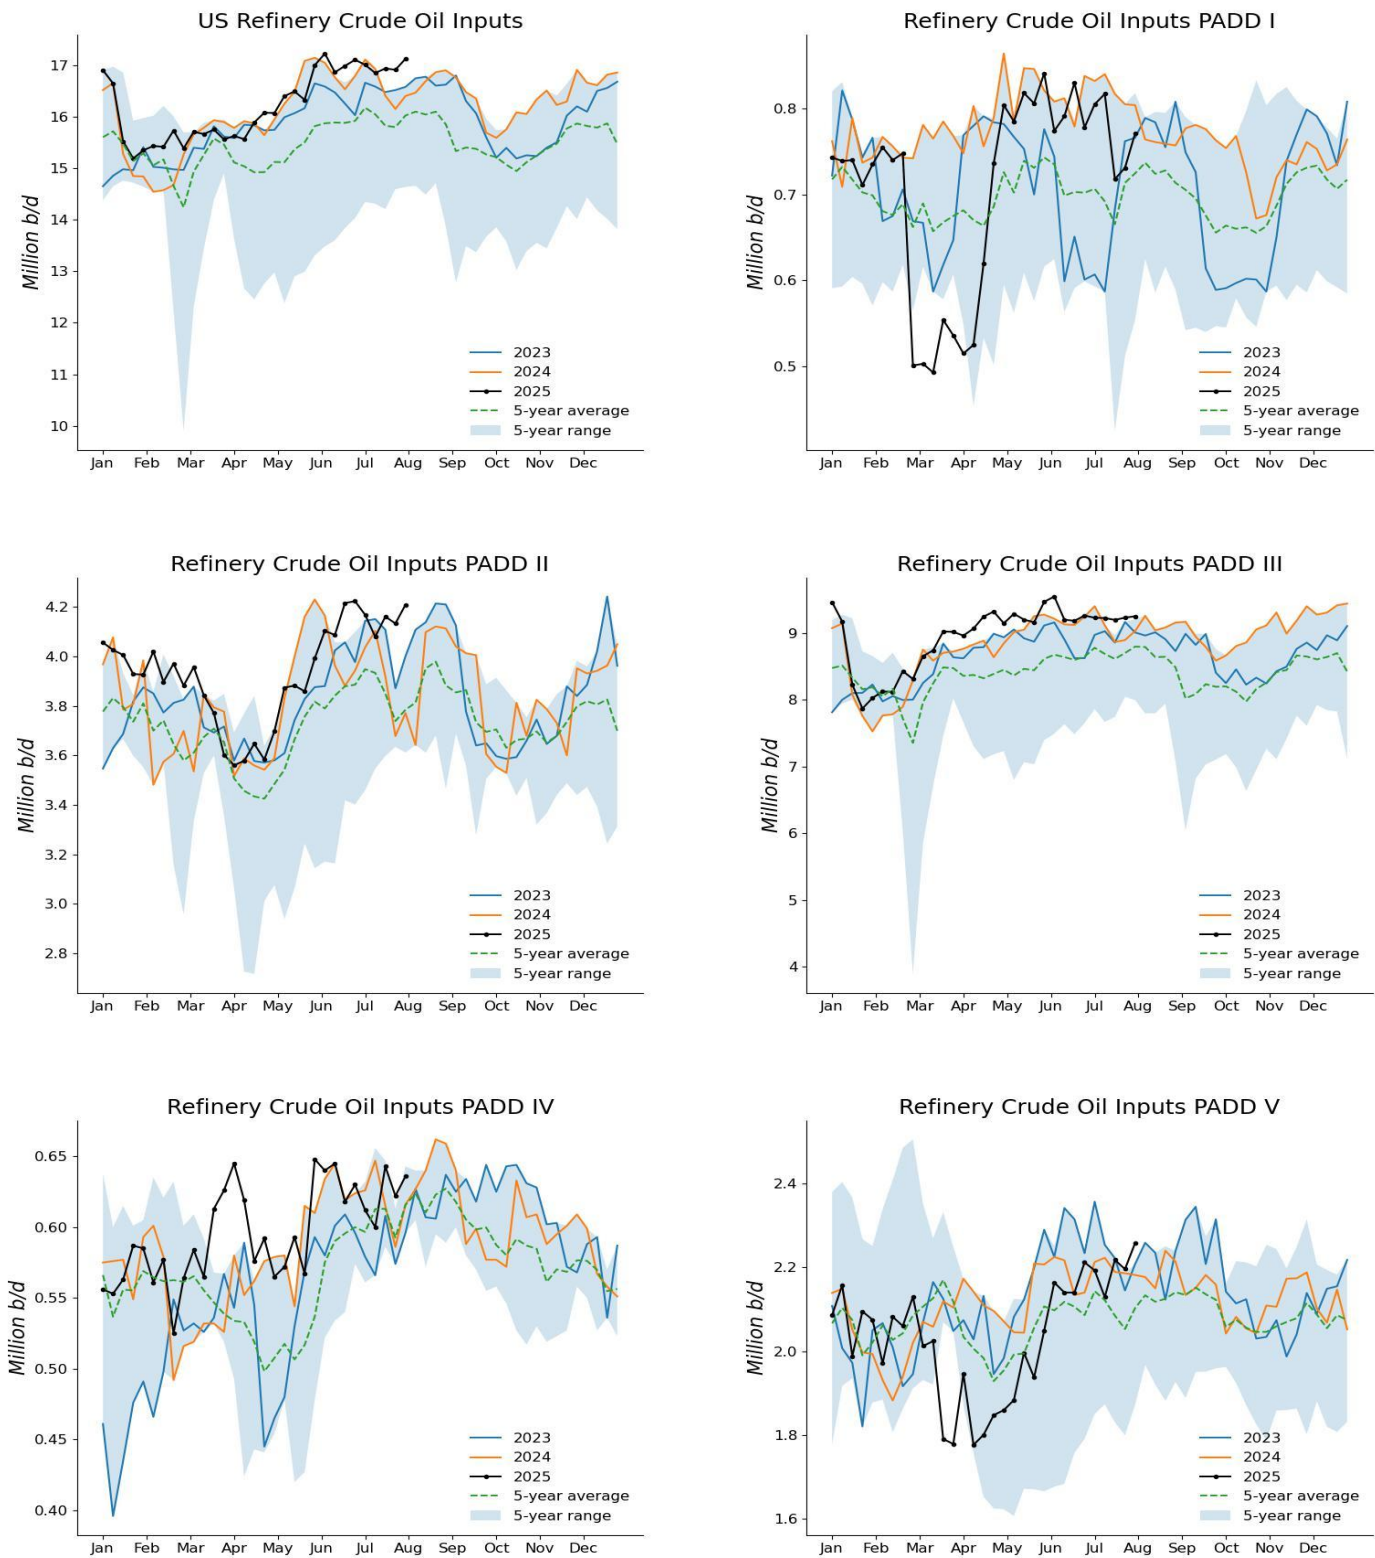 US Refinery Crude Oil Inputs
Million b/d
17
16
15
14
13
12
11
10
Jan Feb Mar Apr May Jun Jul Aug Sep Oct Nov Dec
2023
2024
2025
5-year average
5-year range
Refinery Crude Oil Inputs PADD I
Million b/d
0.8
0.7
0.6
0.5
Jan Feb Mar Apr May Jun Jul Aug Sep Oct Nov Dec
2023
2024
2025
5-year average
5-year range
Refinery Crude Oil Inputs PADD II
Million b/d
4.2
4.0
3.8
3.6
3.4
3.2
3.0
2.8
Jan Feb Mar Apr May Jun Jul Aug Sep Oct Nov Dec
2023
2024
2025
5-year average
5-year range
Refinery Crude Oil Inputs PADD III
Million b/d
9
8
7
6
5
4
Jan Feb Mar Apr May Jun Jul Aug Sep Oct Nov Dec
2023
2024
2025
5-year average
5-year range
Refinery Crude Oil Inputs PADD IV
Million b/d
0.65
0.60
0.55
0.50
0.45
0.40
Jan Feb Mar Apr May Jun Jul Aug Sep Oct Nov Dec
2023
2024
2025
5-year average
5-year range
Refinery Crude Oil Inputs PADD V
Million b/d
2.4
2.2
2.0
1.8
1.6
Jan Feb Mar Apr May Jun Jul Aug Sep Oct Nov Dec
2023
2024
2025
5-year average
5-year range